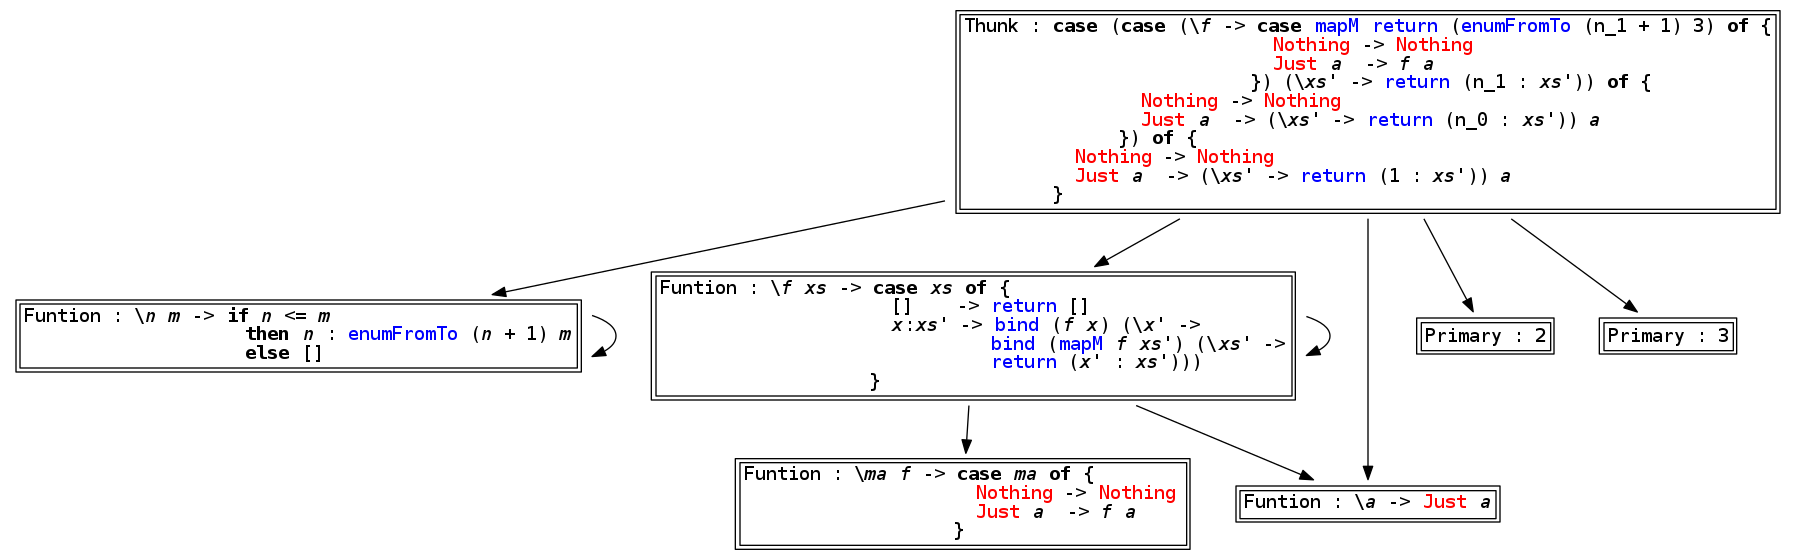 Thunk : case (case (\f -> case mapM return (enumFromTo (n_1 + 1) 3) of {
Nothing -> Nothing
Just a  -> f a
}) (\xs' -> return (n_1 : xs')) of {
Nothing -> Nothing
Just a  -> (\xs' -> return (n_0 : xs')) a
}) of {
Nothing -> Nothing
Just a  -> (\xs' -> return (1 : xs')) a
}
Funtion : \n m -> if n <= m
then n : enumFromTo (n + 1) m
else []
Funtion : \f xs -> case xs of {
[]    -> return []
x:xs' -> bind (f x) (\x' ->
bind (mapM f xs') (\xs' ->
return (x' : xs')))
}
Primary : 2
Primary : 3
Funtion : \ma f -> case ma of {
Nothing -> Nothing
Just a  -> f a
}
Funtion : \a -> Just a